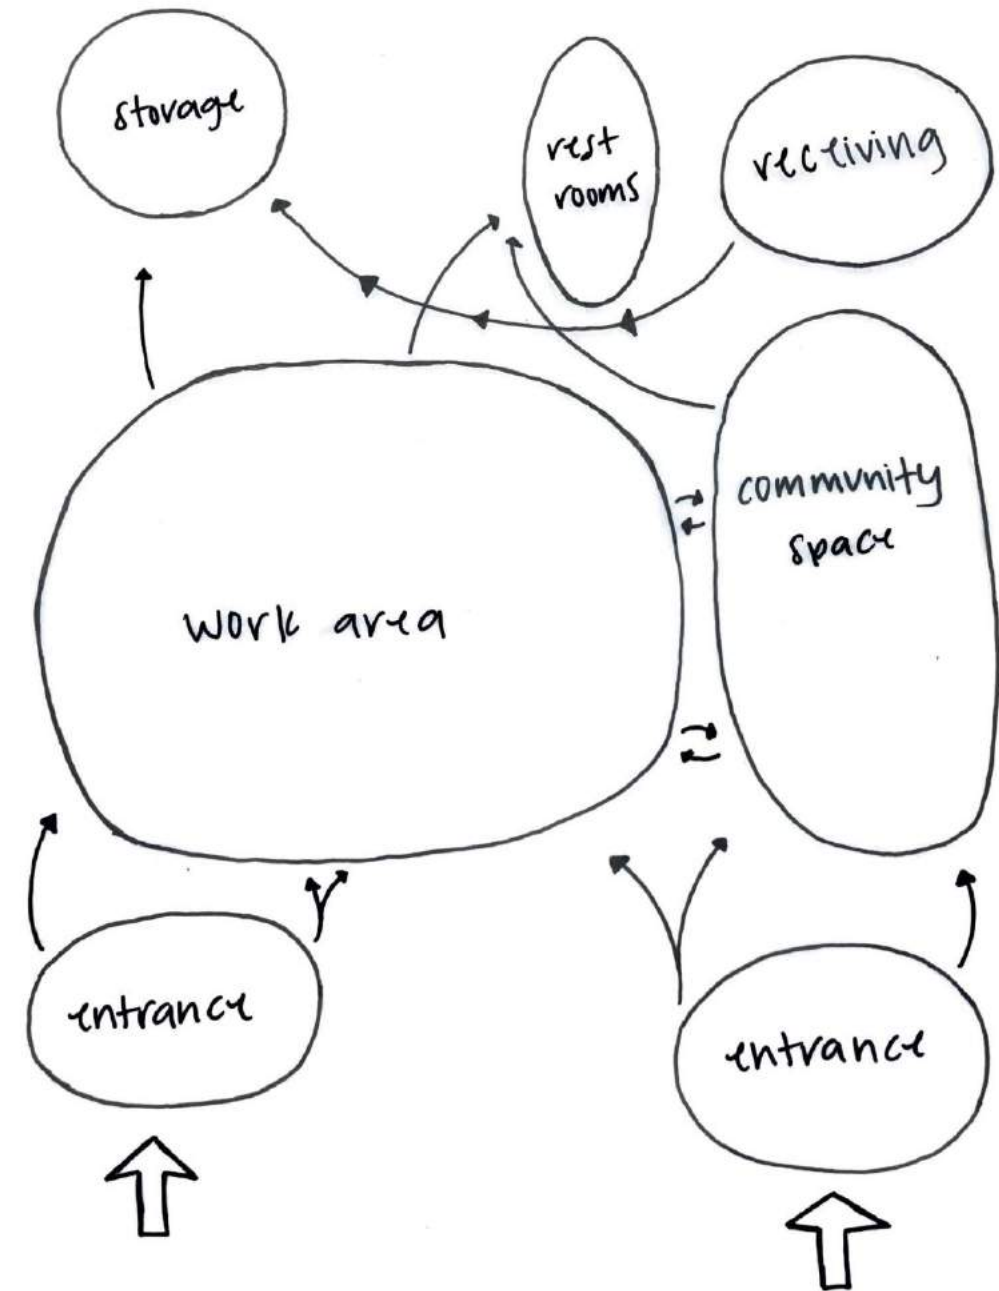 storage
rest
rooms
receiving
community
space
work area
entrance
entrance